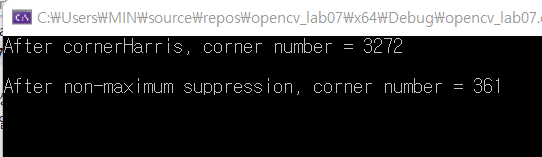 C:\Users\MIN\source\repos\opencv_lab07\x64\Debug\opencv_lab07.
After cornerHarris, corner number = 3272
After non-maximum suppression, corner number = 361